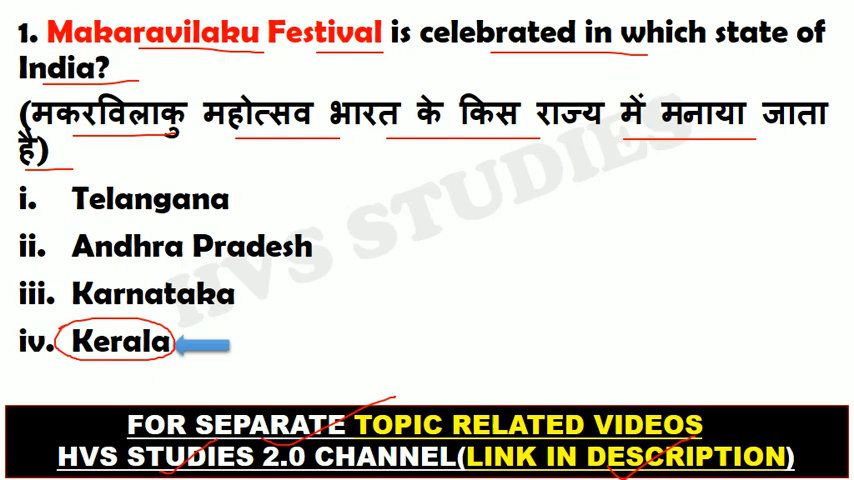 1. Makaravilaku Festival is celebrated in which state of
India?
(मकरविलाकु महोत्सव भारत के किस राज्य में मनाया जाता
है)
i. Telangana
ii. Andhra Pradesh
iii. Karnataka
iv. Kerala
HVS STUDIES
FOR SEPARATE TOPIC RELATED VIDEOS
HVS STUDIES 2.0 CHANNEL(LINK IN DESCRIPTION)